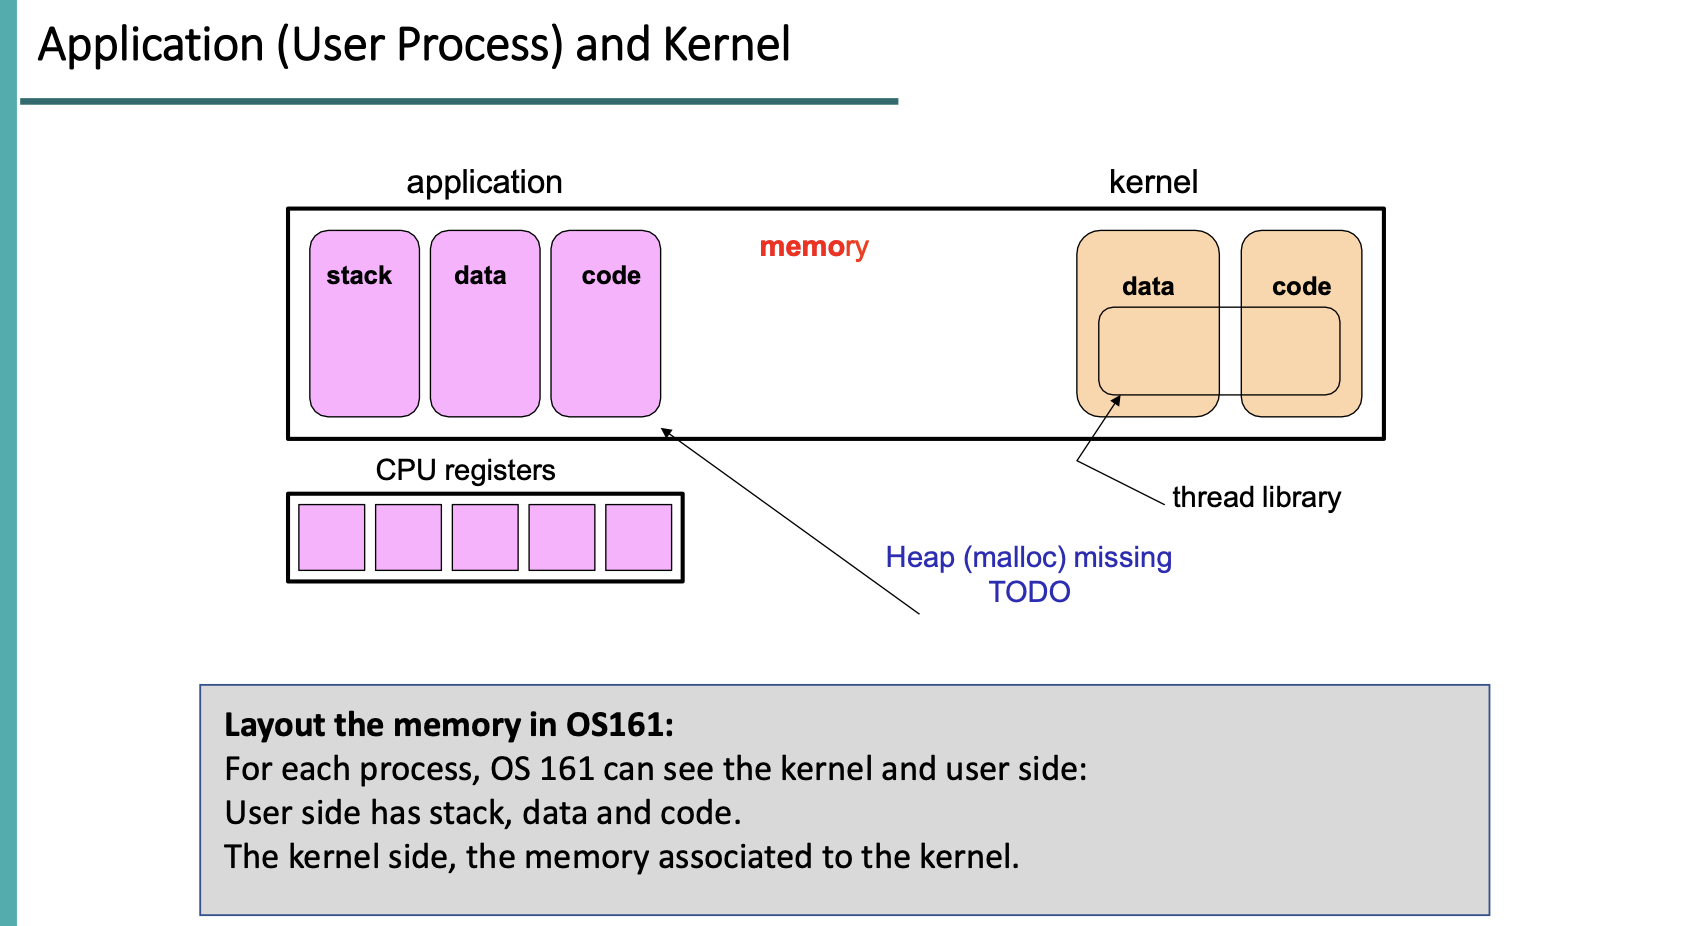 Application (User Process) and Kernel
application
kernel
memory
stack
data
code
data
code
CPU registers
thread library
Heap (malloc) missing
TODO
Layout the memory in OS161:
For each process, OS 161 can see the kernel and user side:
User side has stack, data and code.
The kernel side, the memory associated to the kernel.